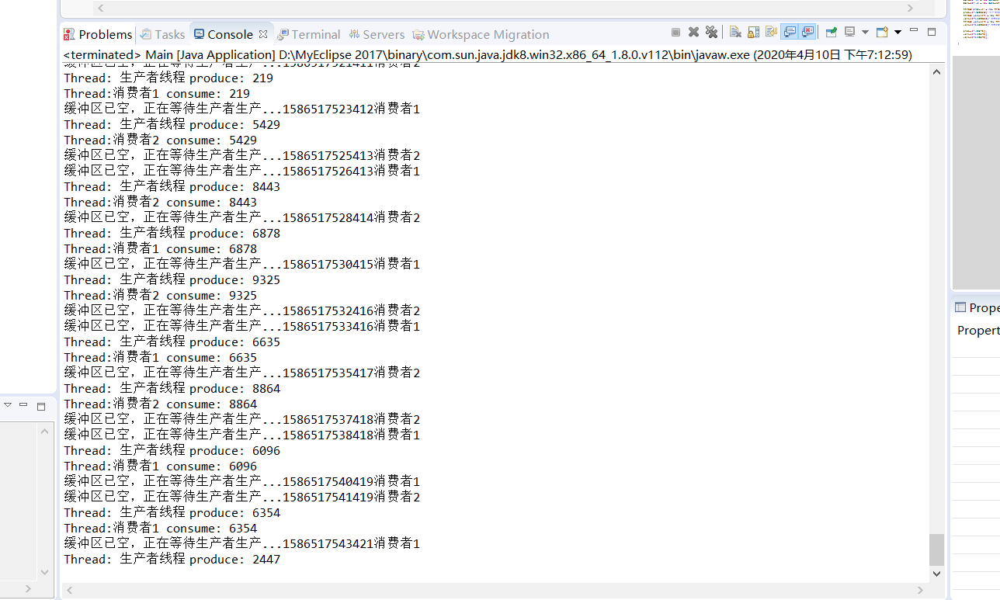 Problems Tasks Console Terminal Servers Workspace Migration
<terminated> Main [Java Application] D:\MyEclipse 2017\binary\com.sun.java.jdk8.win32.x86_64_1.8.0.v112\bin\javaw.exe (2020年4月10日 下午7:12:59)
Thread: 生产者线程 produce: 219
Thread:消费者1 consume: 219
缓冲区已空，正在等待生产者生产...1586517523412消费者1
Thread: 生产者线程 produce: 5429
Thread:消费者2 consume: 5429
缓冲区已空，正在等待生产者生产...1586517525413消费者2
缓冲区已空，正在等待生产者生产...1586517526413消费者1
Thread: 生产者线程 produce: 8443
Thread:消费者2 consume: 8443
缓冲区已空，正在等待生产者生产...1586517528414消费者2
Thread: 生产者线程 produce: 6878
Thread:消费者1 consume: 6878
缓冲区已空，正在等待生产者生产...1586517530415消费者1
Thread: 生产者线程 produce: 9325
Thread:消费者2 consume: 9325
缓冲区已空，正在等待生产者生产...1586517532416消费者2
缓冲区已空，正在等待生产者生产...1586517533416消费者1
Thread: 生产者线程 produce: 6635
Thread:消费者1 consume: 6635
缓冲区已空，正在等待生产者生产...1586517535417消费者2
Thread: 生产者线程 produce: 8864
Thread:消费者2 consume: 8864
缓冲区已空，正在等待生产者生产...1586517537418消费者2
缓冲区已空，正在等待生产者生产...1586517538418消费者1
Thread: 生产者线程 produce: 6096
Thread:消费者1 consume: 6096
缓冲区已空，正在等待生产者生产...1586517540419消费者1
缓冲区已空，正在等待生产者生产...1586517541419消费者2
Thread: 生产者线程 produce: 6354
Thread:消费者1 consume: 6354
缓冲区已空，正在等待生产者生产...1586517543421消费者1
Thread: 生产者线程 produce: 2447
Prope
Propert